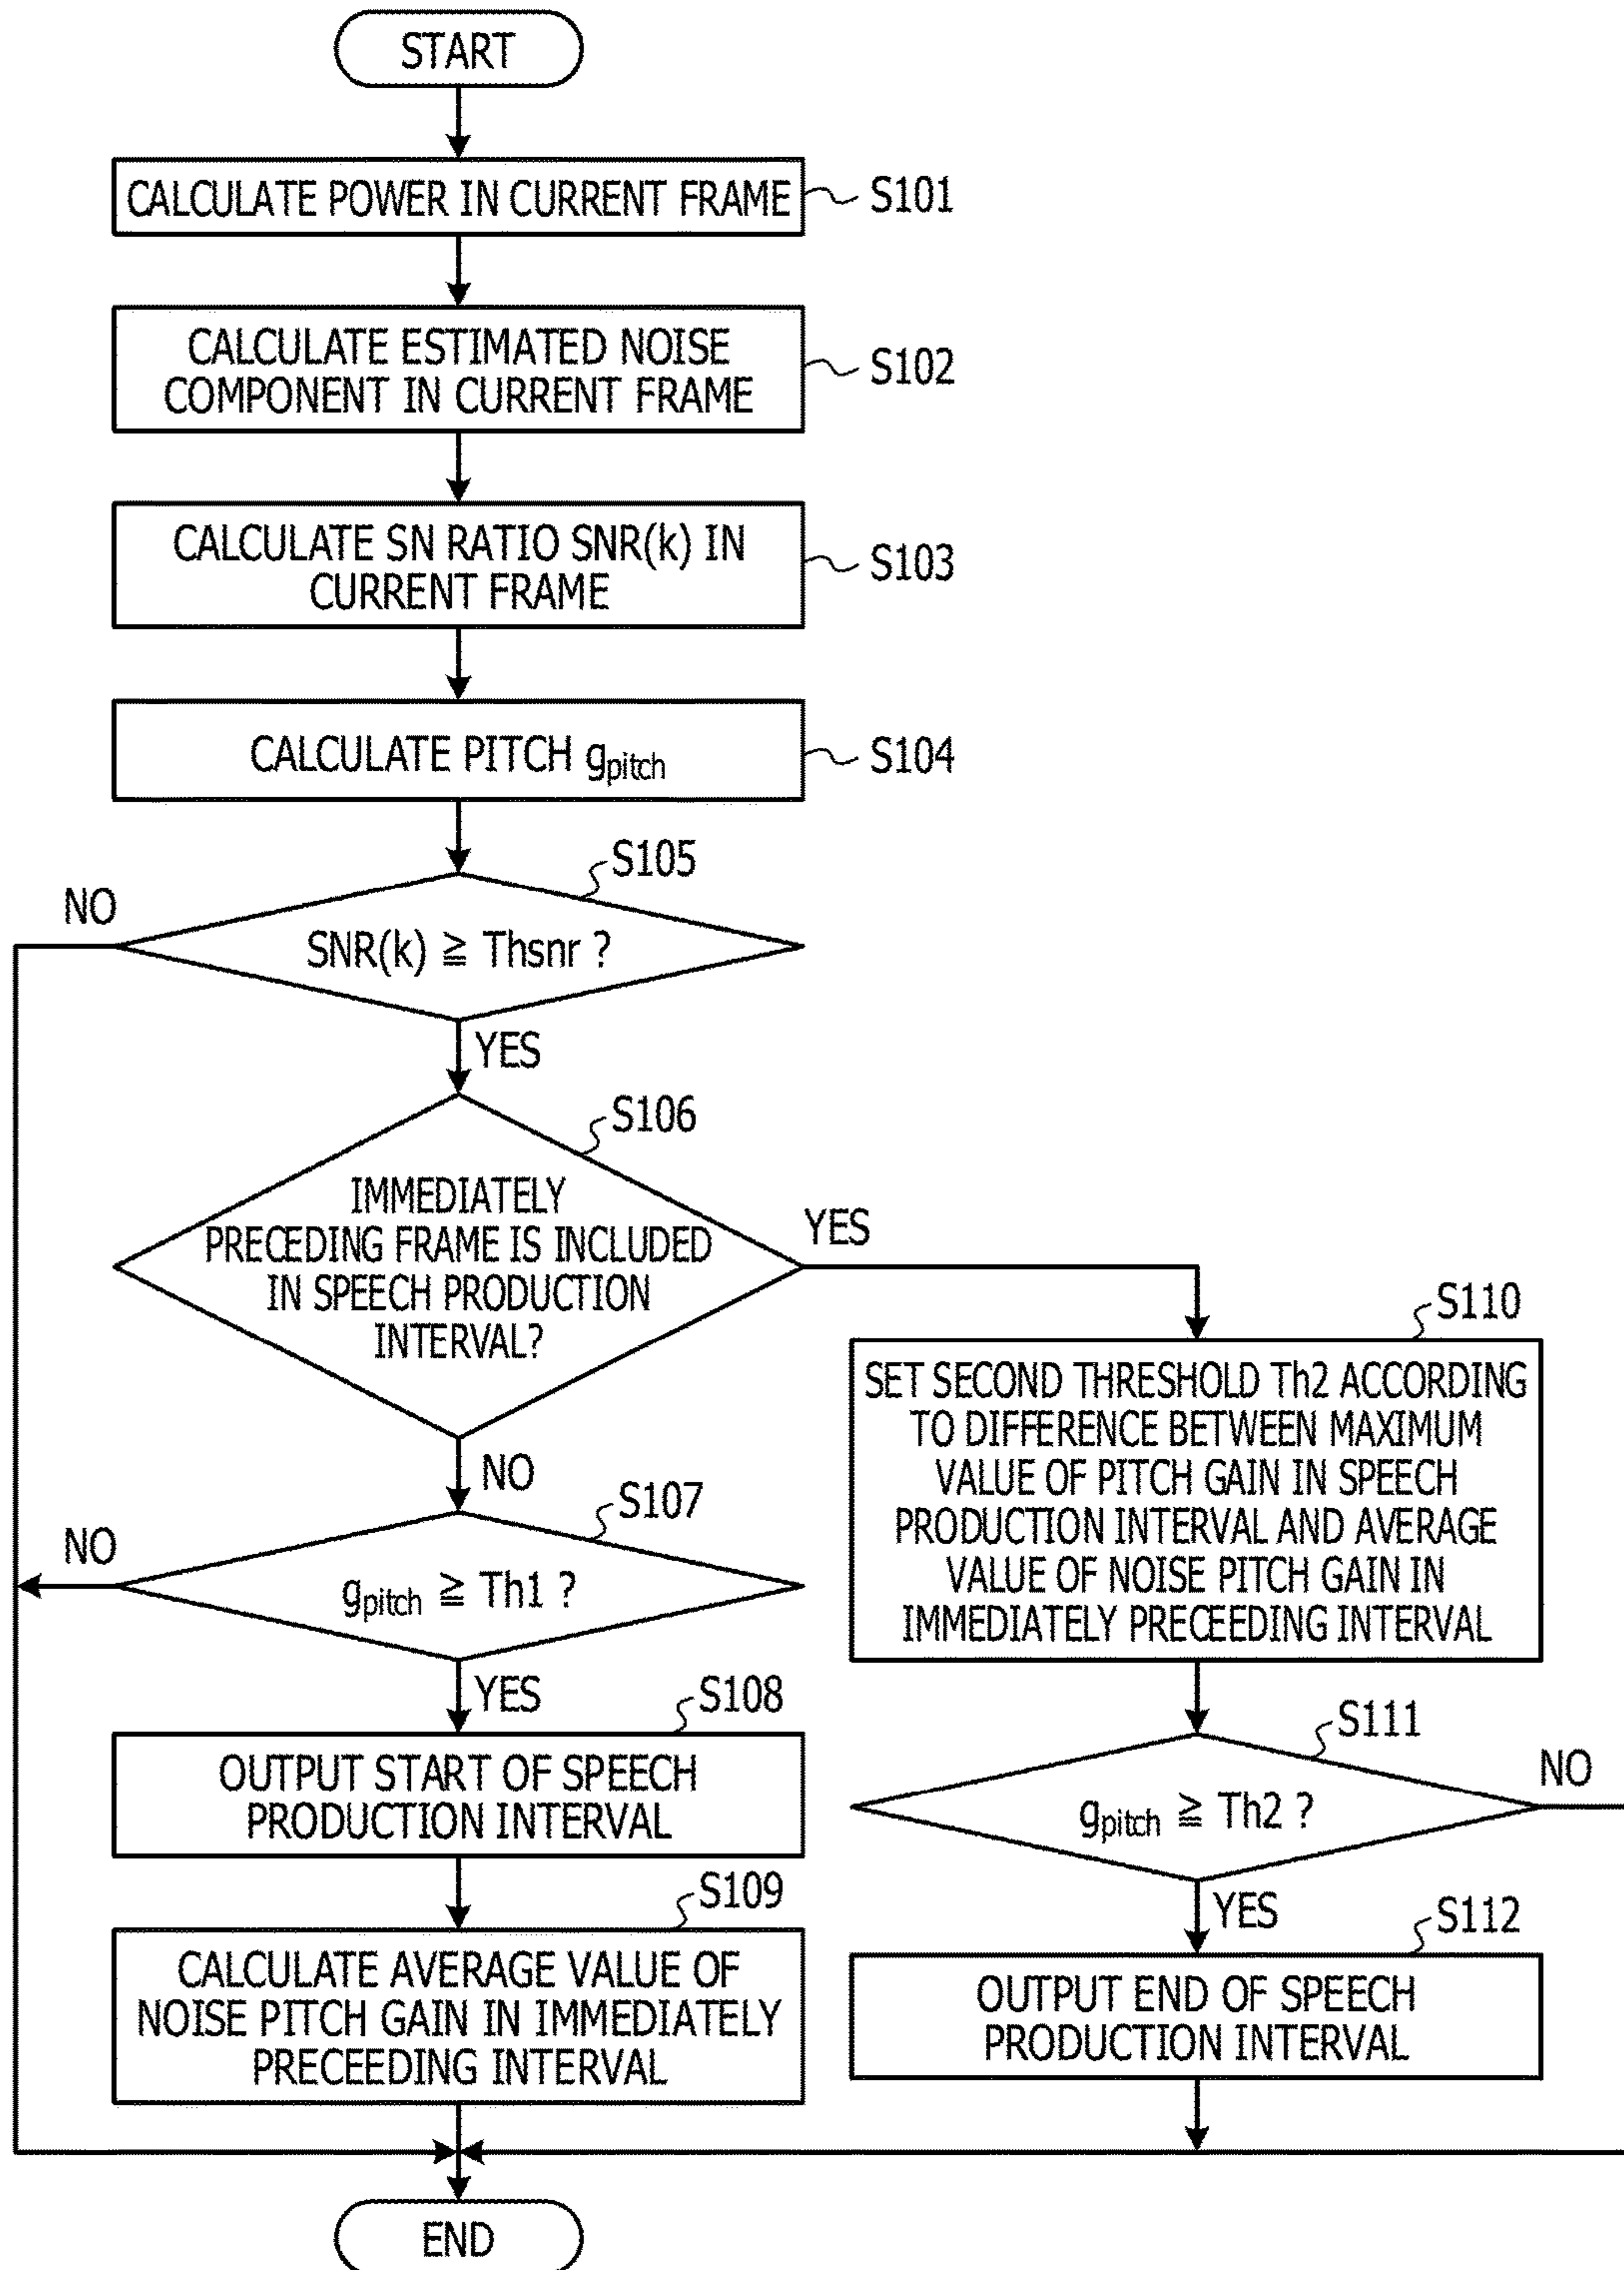 START
CALCULATE POWER IN CURRENT FRAME
S101
CALCULATE ESTIMATED NOISE
COMPONENT IN CURRENT FRAME
S102
CALCULATE SN RATIO SNR(k) IN
CURRENT FRAME
S103
CALCULATE PITCH gpitch
S104
S105
NO
SNR(k) ≧ Thsnr ?
YES
S106
IMMEDIATELY
PRECEDING FRAME IS INCLUDED
IN SPEECH PRODUCTION
INTERVAL?
YES
NO
S107
NO
gpitch ≧ Th1 ?
YES
S108
OUTPUT START OF SPEECH
PRODUCTION INTERVAL
S109
CALCULATE AVERAGE VALUE OF
NOISE PITCH GAIN IN IMMEDIATELY
PRECEEDING INTERVAL
S110
SET SECOND THRESHOLD Th2 ACCORDING
TO DIFFERENCE BETWEEN MAXIMUM
VALUE OF PITCH GAIN IN SPEECH
PRODUCTION INTERVAL AND AVERAGE
VALUE OF NOISE PITCH GAIN IN
IMMEDIATELY PRECEEDING INTERVAL
S111
NO
gpitch ≧ Th2 ?
YES
S112
OUTPUT END OF SPEECH
PRODUCTION INTERVAL
END